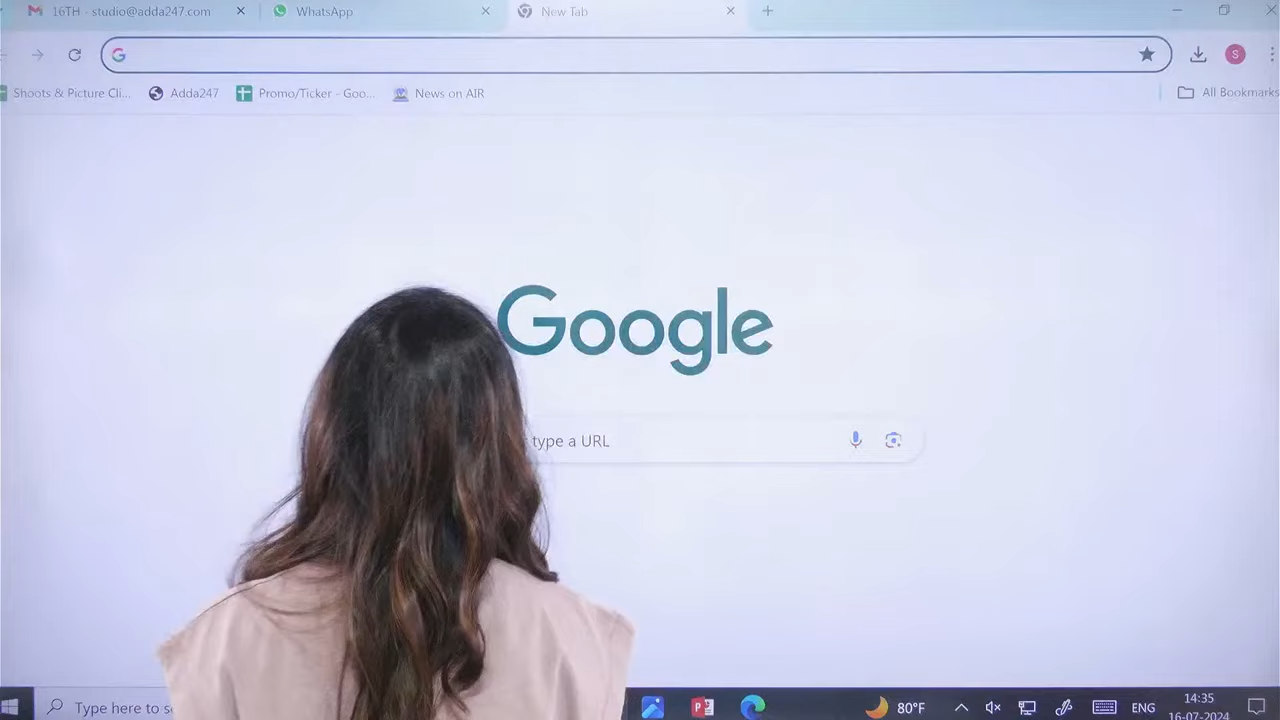 16TH - studio@adda247.com
WhatsApp
New Tab
S
Shoots & Picture Cli...
Adda247
Promo/Ticker - Goo...
News on AIR
All Bookmarks
Google
type a URL
Type here to s
80°F
ENG
14:35
16-07-2024